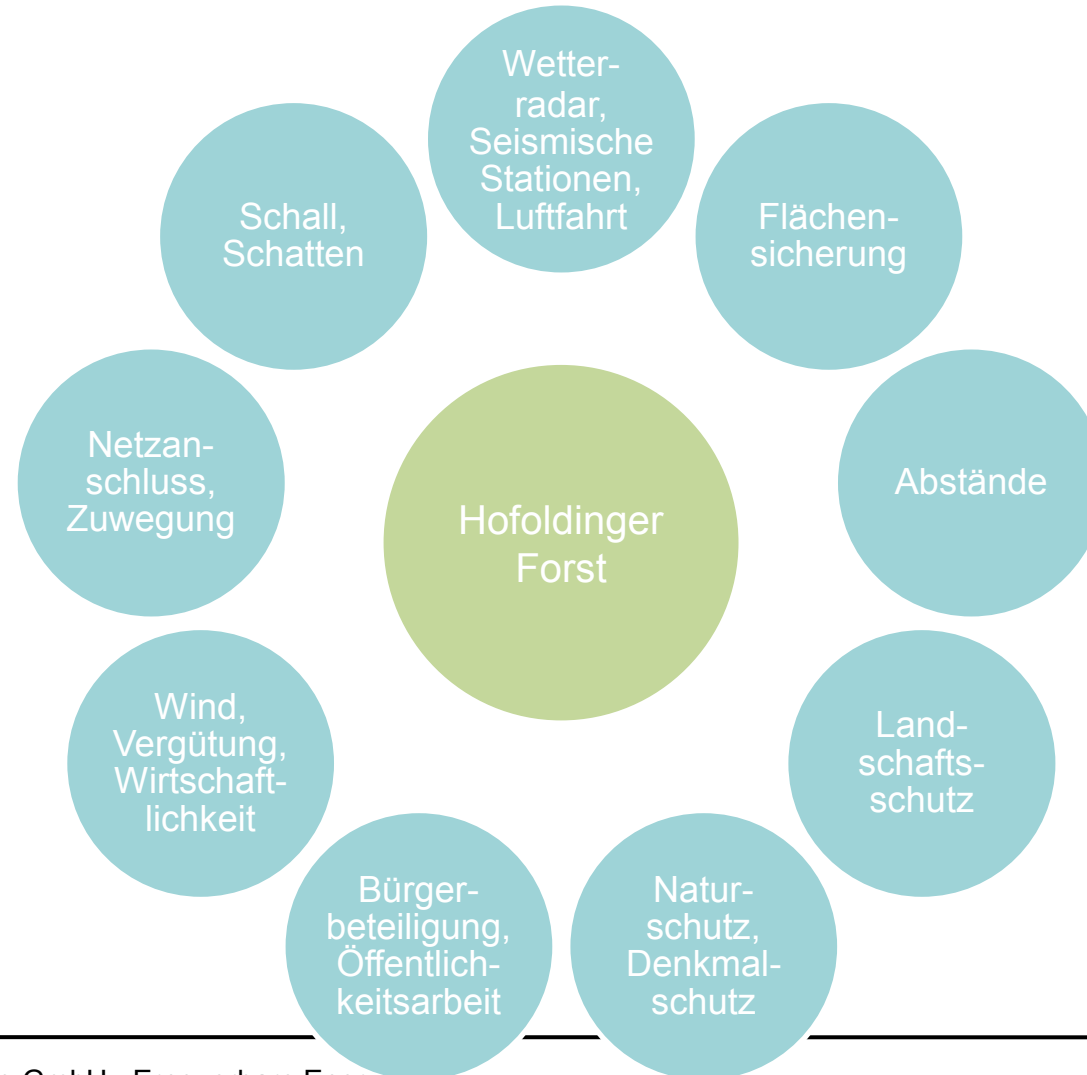 Wetter-
radar,
Seismische
Stationen,
Luftfahrt
Flächen-
sicherung
Abstände
Land-
schafts-
schutz
Natur-
schutz,
Denkmal-
schutz
Bürger-
beteiligung,
Öffentlich-
keitsarbeit
Wind,
Vergütung,
Wirtschaft-
lichkeit
Netzan-
schluss,
Zuwegung
Schall,
Schatten
Hofoldinger
Forst
GmbH